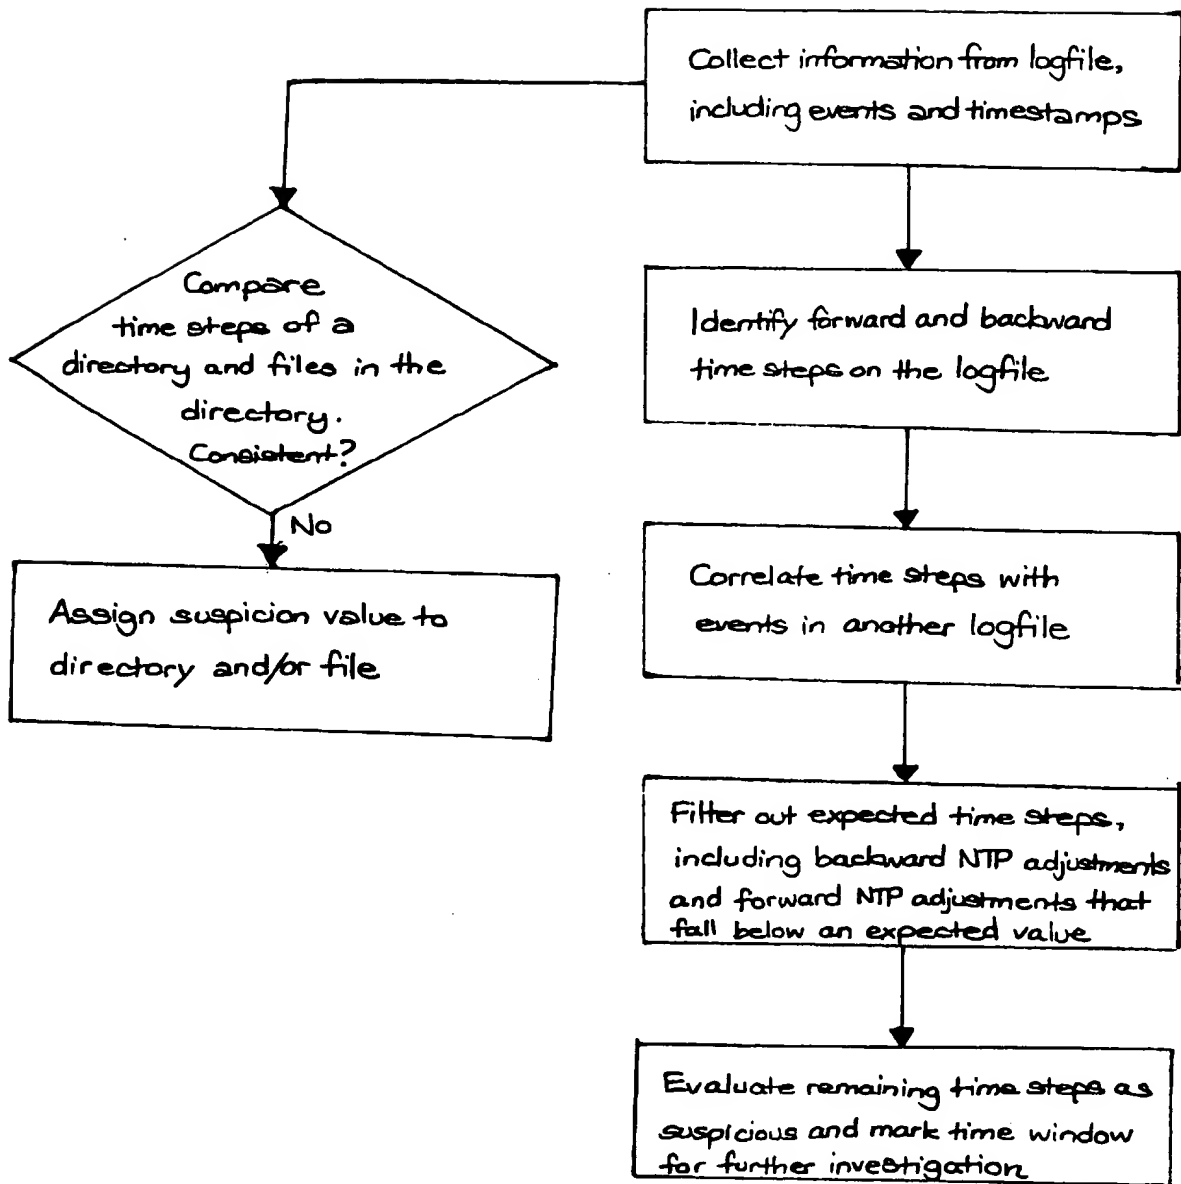 Collect information from logfile,
including events and timestamps
Compare
time steps of a
directory and files in the
directory.
Consistent?
No
Assign suspicion value to
directory and/or file
Identify forward and backward
time steps on the logfile
Correlate time steps with
events in another logfile
Filter out expected time steps,
including backward NTP adjustments
and forward NTP adjustments that
fall below an expected value
Evaluate remaining time steps as
suspicious and mark time window
for further investigation